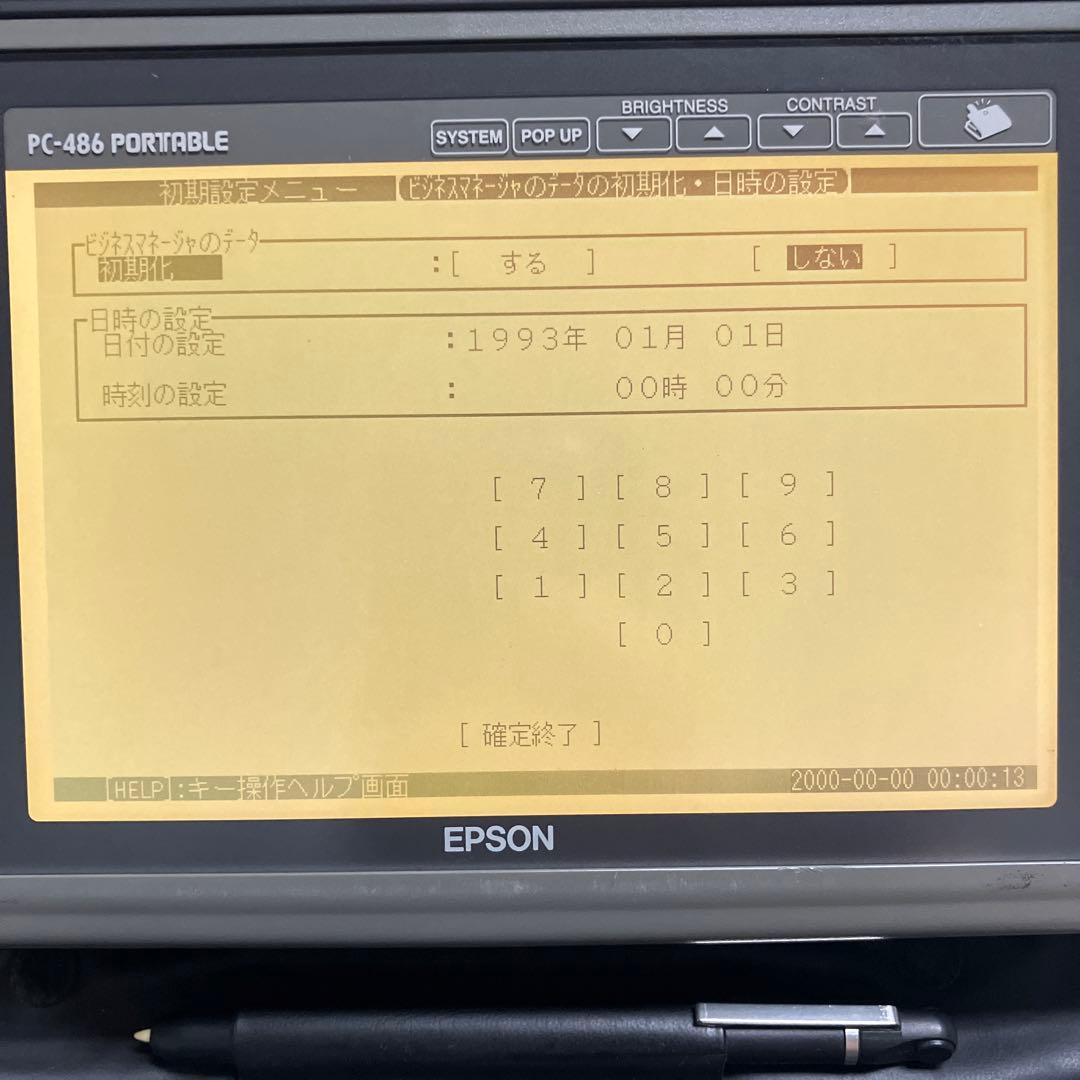 BRIGHTNESS CONTRAST
PC-486 PORTABLE SYSTEM POP UP ▼ ▲ ▼ ▲
初期設定メニュー (ビジネスマネージャのデータの初期化・日時の設定)
ビジネスマネージャのデータ
初期化 :[ する ] [ しない ]
日時の設定
日付の設定 :1993年 01月 01日
時刻の設定 : 00時 00分
[ 7 ] [ 8 ] [ 9 ]
[ 4 ] [ 5 ] [ 6 ]
[ 1 ] [ 2 ] [ 3 ]
[ 0 ]
[ 確定終了 ]
[HELP]:キー操作ヘルプ画面 2000-00-00 00:00:13
EPSON